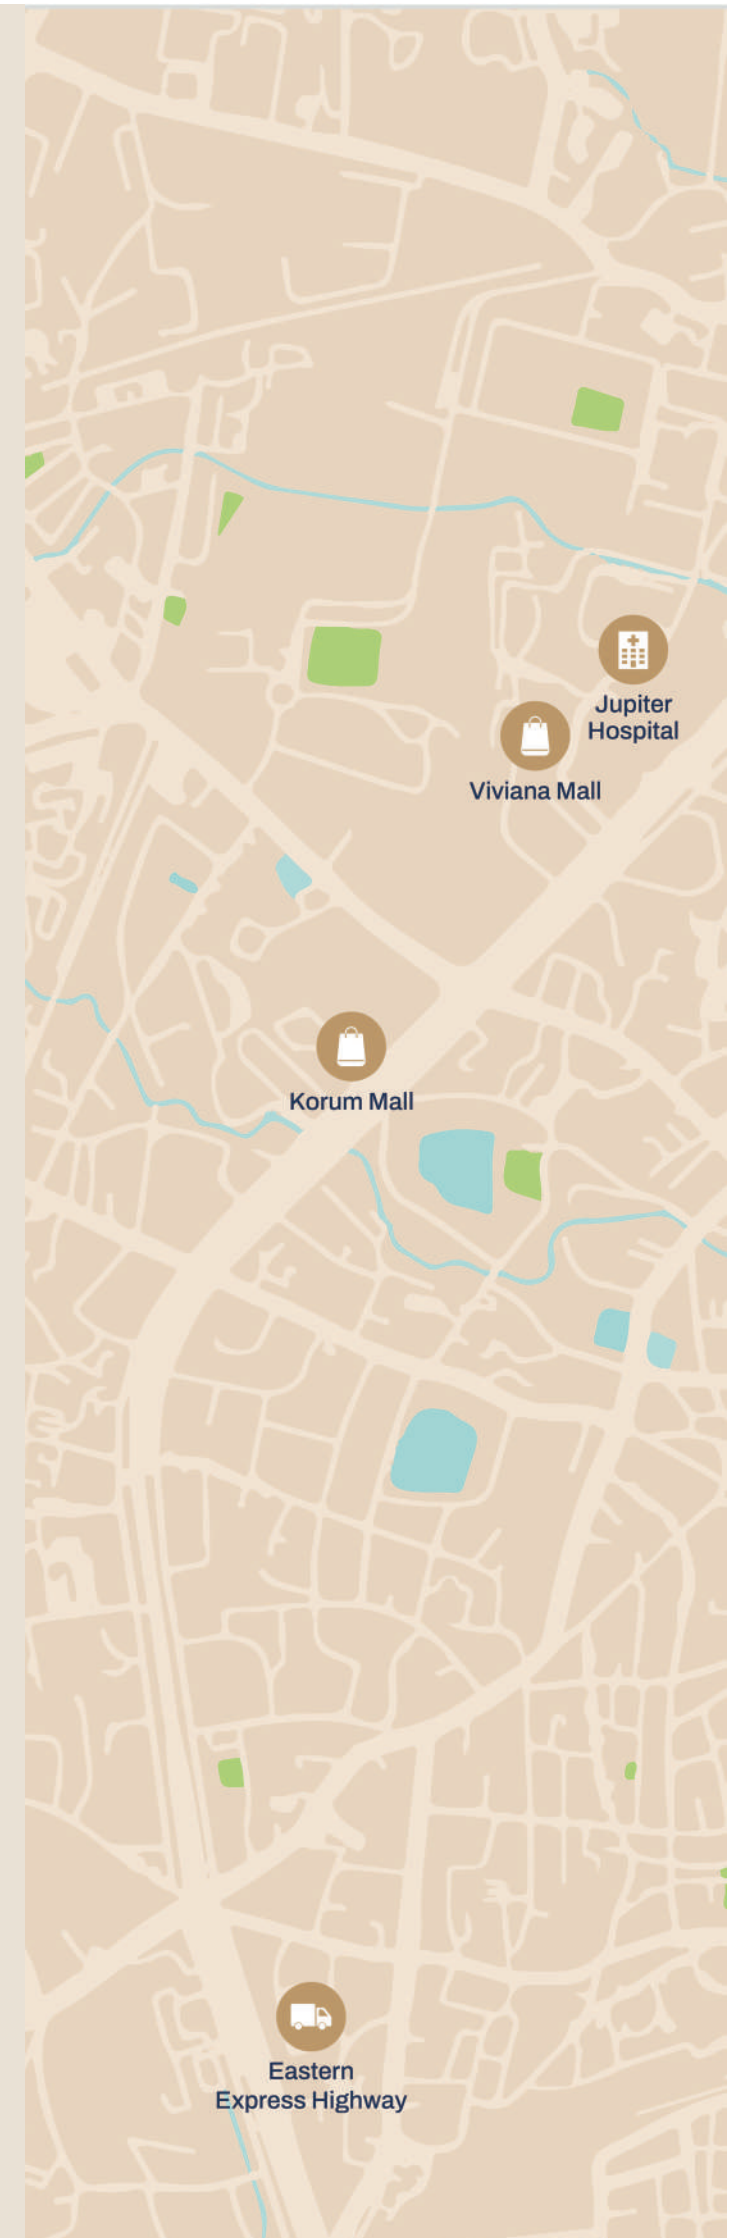 Jupiter
Hospital
Viviana Mall
Korum Mall
Eastern
Express Highway